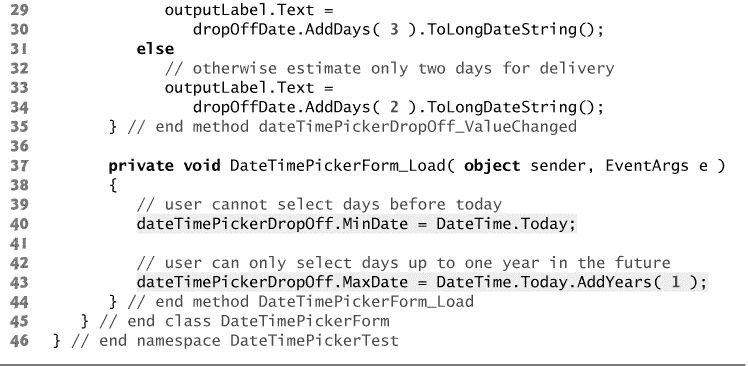 29 outputLabel.Text =
30 dropOffDate.AddDays( 3 ).ToLongDateString();
31 else
32 // otherwise estimate only two days for delivery
33 outputLabel.Text =
34 dropOffDate.AddDays( 2 ).ToLongDateString();
35 } // end method dateTimePickerDropOff_ValueChanged
36
37 private void DateTimePickerForm_Load( object sender, EventArgs e )
38 {
39 // user cannot select days before today
40 dateTimePickerDropOff.MinDate = DateTime.Today;
41
42 // user can only select days up to one year in the future
43 dateTimePickerDropOff.MaxDate = DateTime.Today.AddYears( 1 );
44 } // end method DateTimePickerForm_Load
45 } // end class DateTimePickerForm
46 } // end namespace DateTimePickerTest